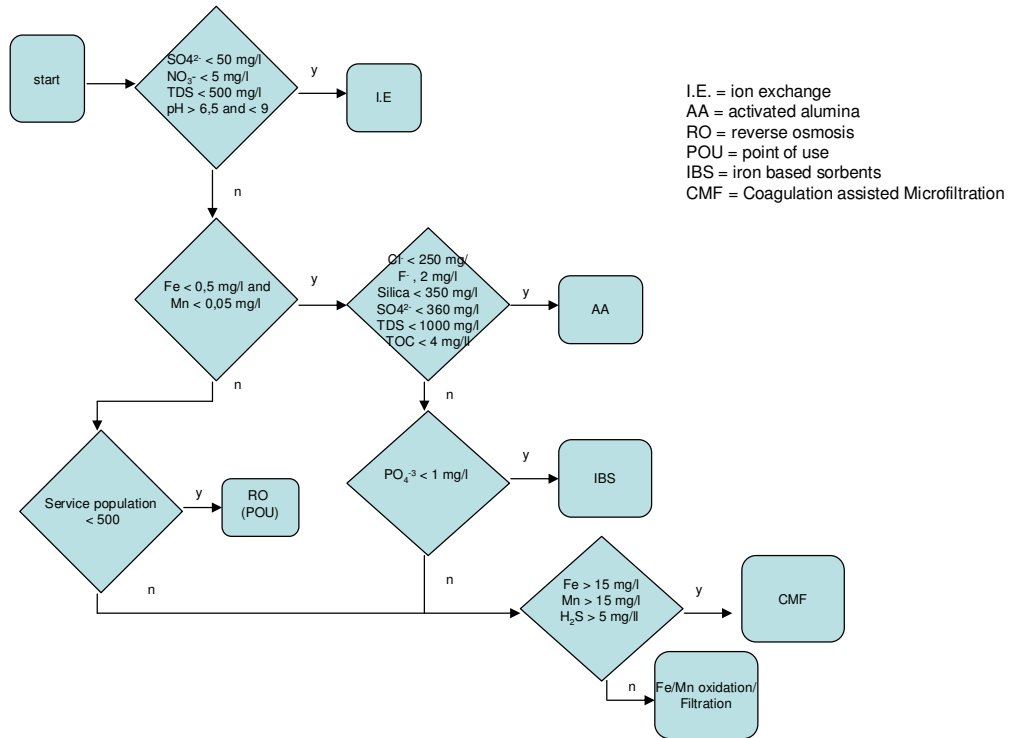 start
SO4²⁻ < 50 mg/l
NO₃- < 5 mg/l
TDS < 500 mg/l
pH > 6,5 and < 9
y
I.E
n
I.E. = ion exchange
AA = activated alumina
RO = reverse osmosis
POU = point of use
IBS = iron based sorbents
CMF = Coagulation assisted Microfiltration
Fe < 0,5 mg/l and
Mn < 0,05 mg/l
y
n
Cl⁻ < 250 mg/
F⁻ , 2 mg/l
Silica < 350 mg/l
SO4²⁻ < 360 mg/l
TDS < 1000 mg/l
TOC < 4 mg/ll
y
AA
n
PO₄⁻³ < 1 mg/l
y
IBS
n
Service population
< 500
y
RO
(POU)
n
Fe > 15 mg/l
Mn > 15 mg/l
H₂S > 5 mg/ll
y
CMF
n
Fe/Mn oxidation/
Filtration